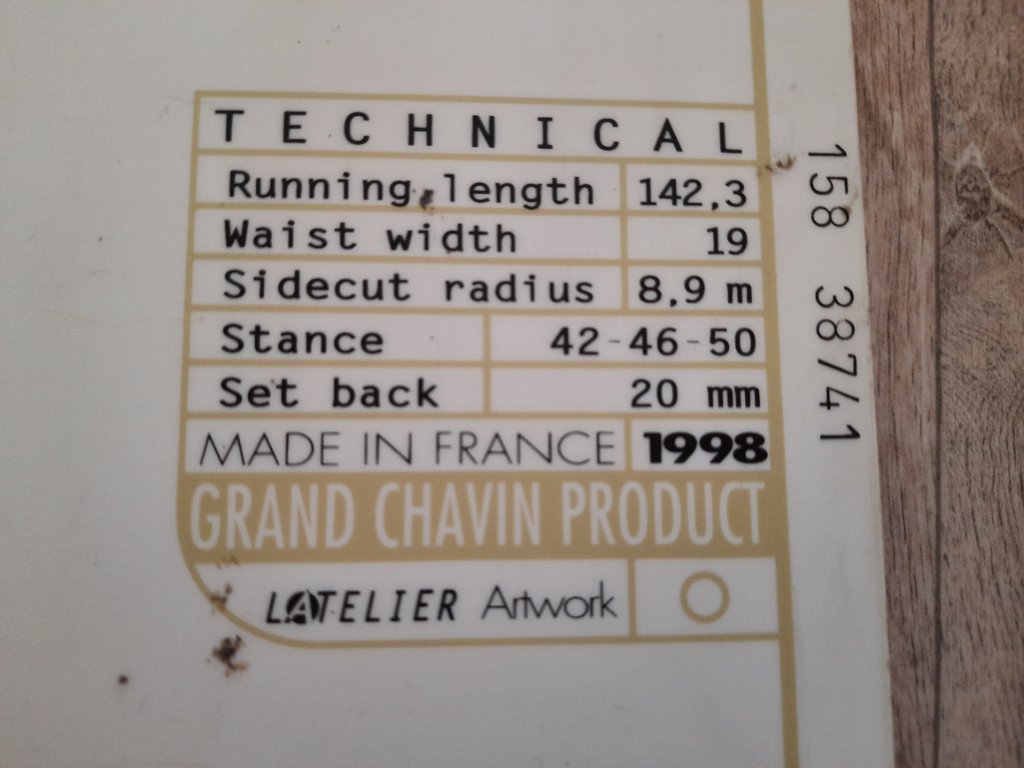 TECHNICAL
Running length 142,3
Waist width 19
Sidecut radius 8,9 m
Stance 42-46-50
Set back 20 mm
MADE IN FRANCE 1998
GRAND CHAVIN PRODUCT
LATELIER Artwork
158 38741